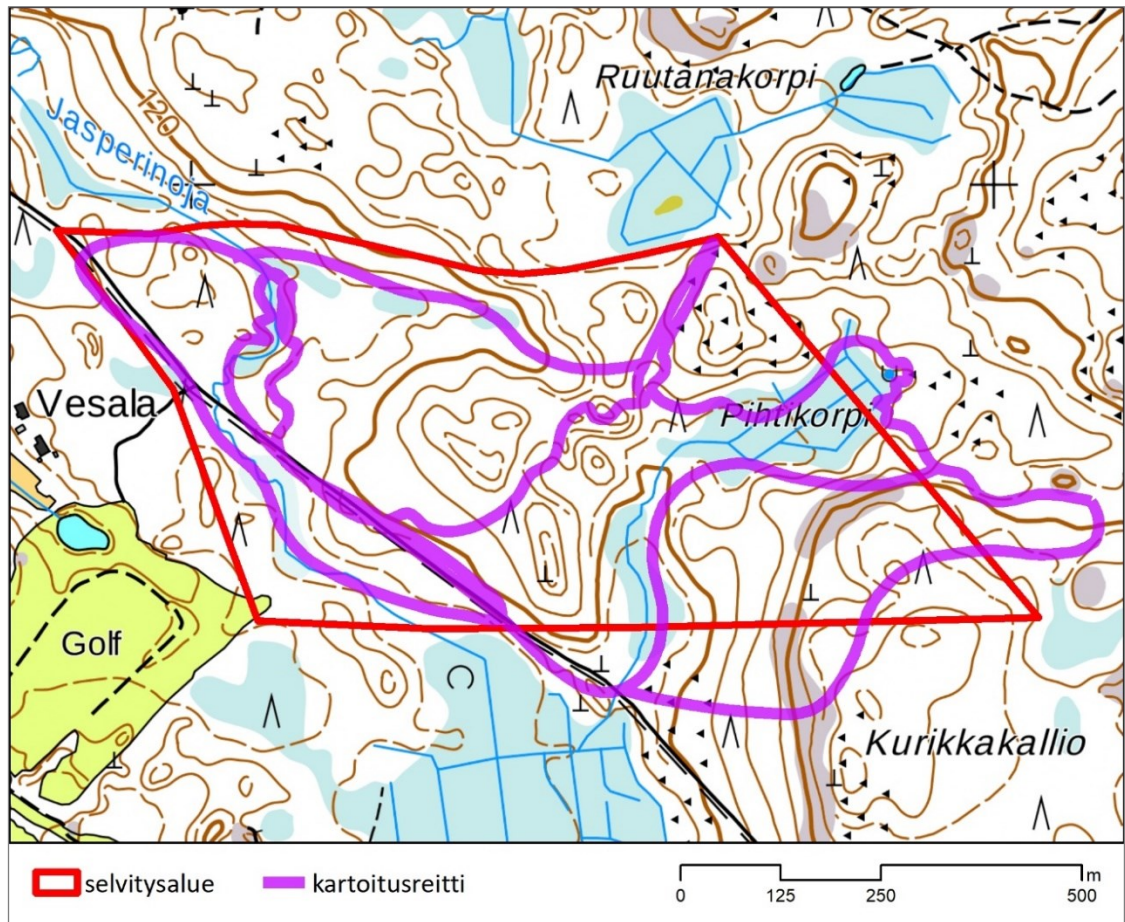 Ruutanakorpi
120
Jasperinoja
Vesala
Pihtikorpi
Golf
Kurikkakallio
selvitysalue
kartoitusreitti
m
0 125 250 500